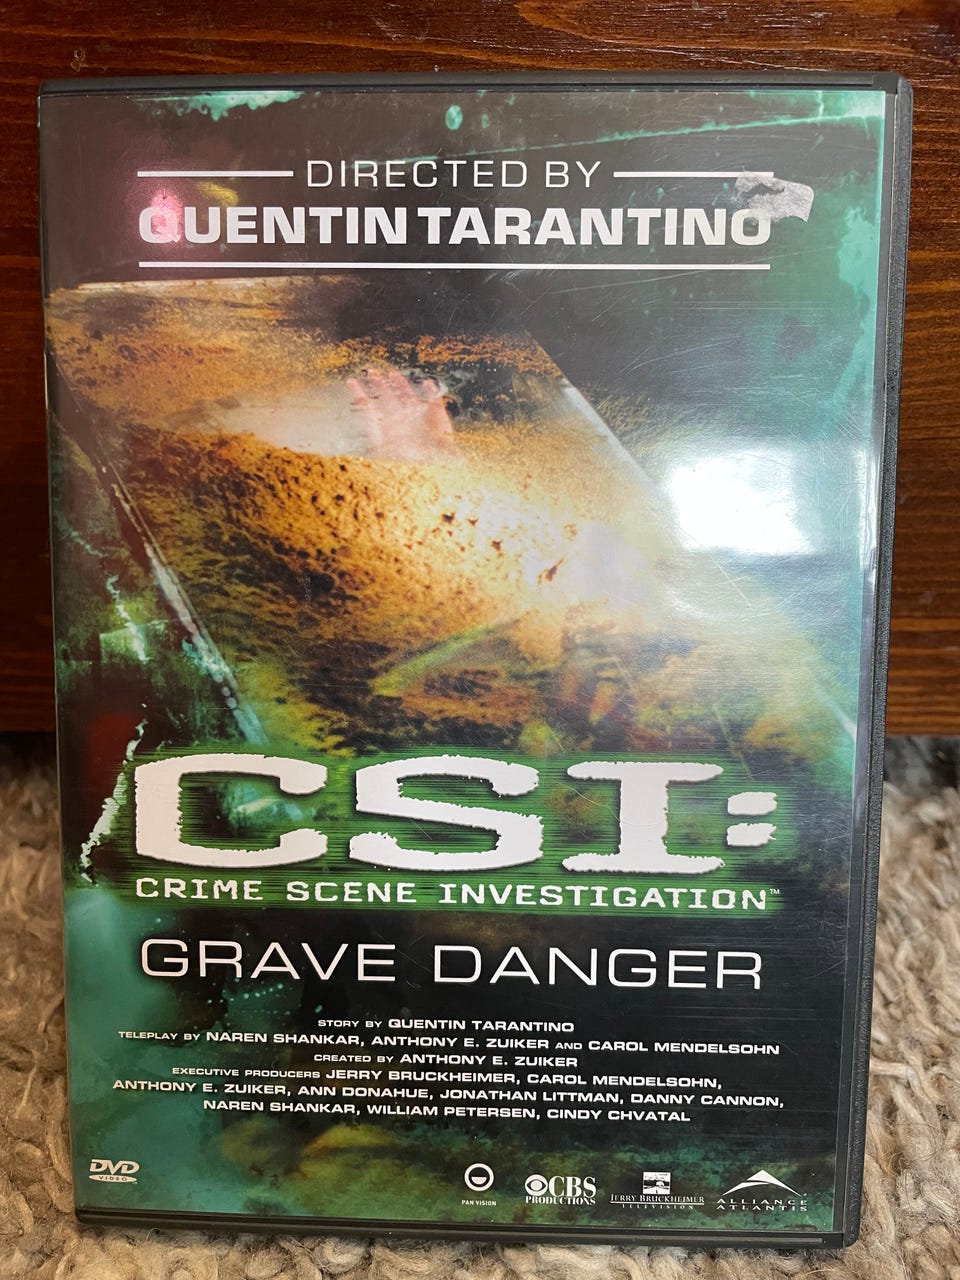 DIRECTED BY
QUENTIN TARANTINO
CSI:
CRIME SCENE INVESTIGATION™
GRAVE DANGER
STORY BY QUENTIN TARANTINO
TELEPLAY BY NAREN SHANKAR, ANTHONY E. ZUIKER AND CAROL MENDELSOHN
CREATED BY ANTHONY E. ZUIKER
EXECUTIVE PRODUCERS JERRY BRUCKHEIMER, CAROL MENDELSOHN,
ANTHONY E. ZUIKER, ANN DONAHUE, JONATHAN LITTMAN, DANNY CANNON,
NAREN SHANKAR, WILLIAM PETERSEN, CINDY CHVATAL
DVD
VIDEO
PAN VISION
CBS
PRODUCTIONS
JERRY BRUCKHEIMER
TELEVISION
ALLIANCE
ATLANTIS